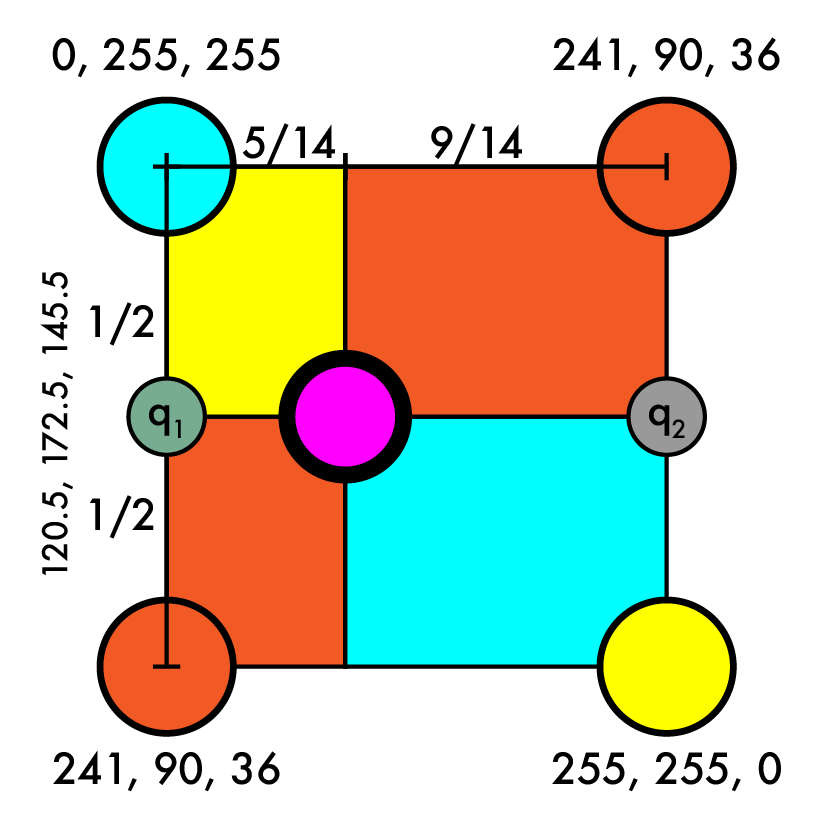 0, 255, 255
241, 90, 36
5/14
9/14
1/2
120.5, 172.5, 145.5
q₁
q₂
1/2
241, 90, 36
255, 255, 0